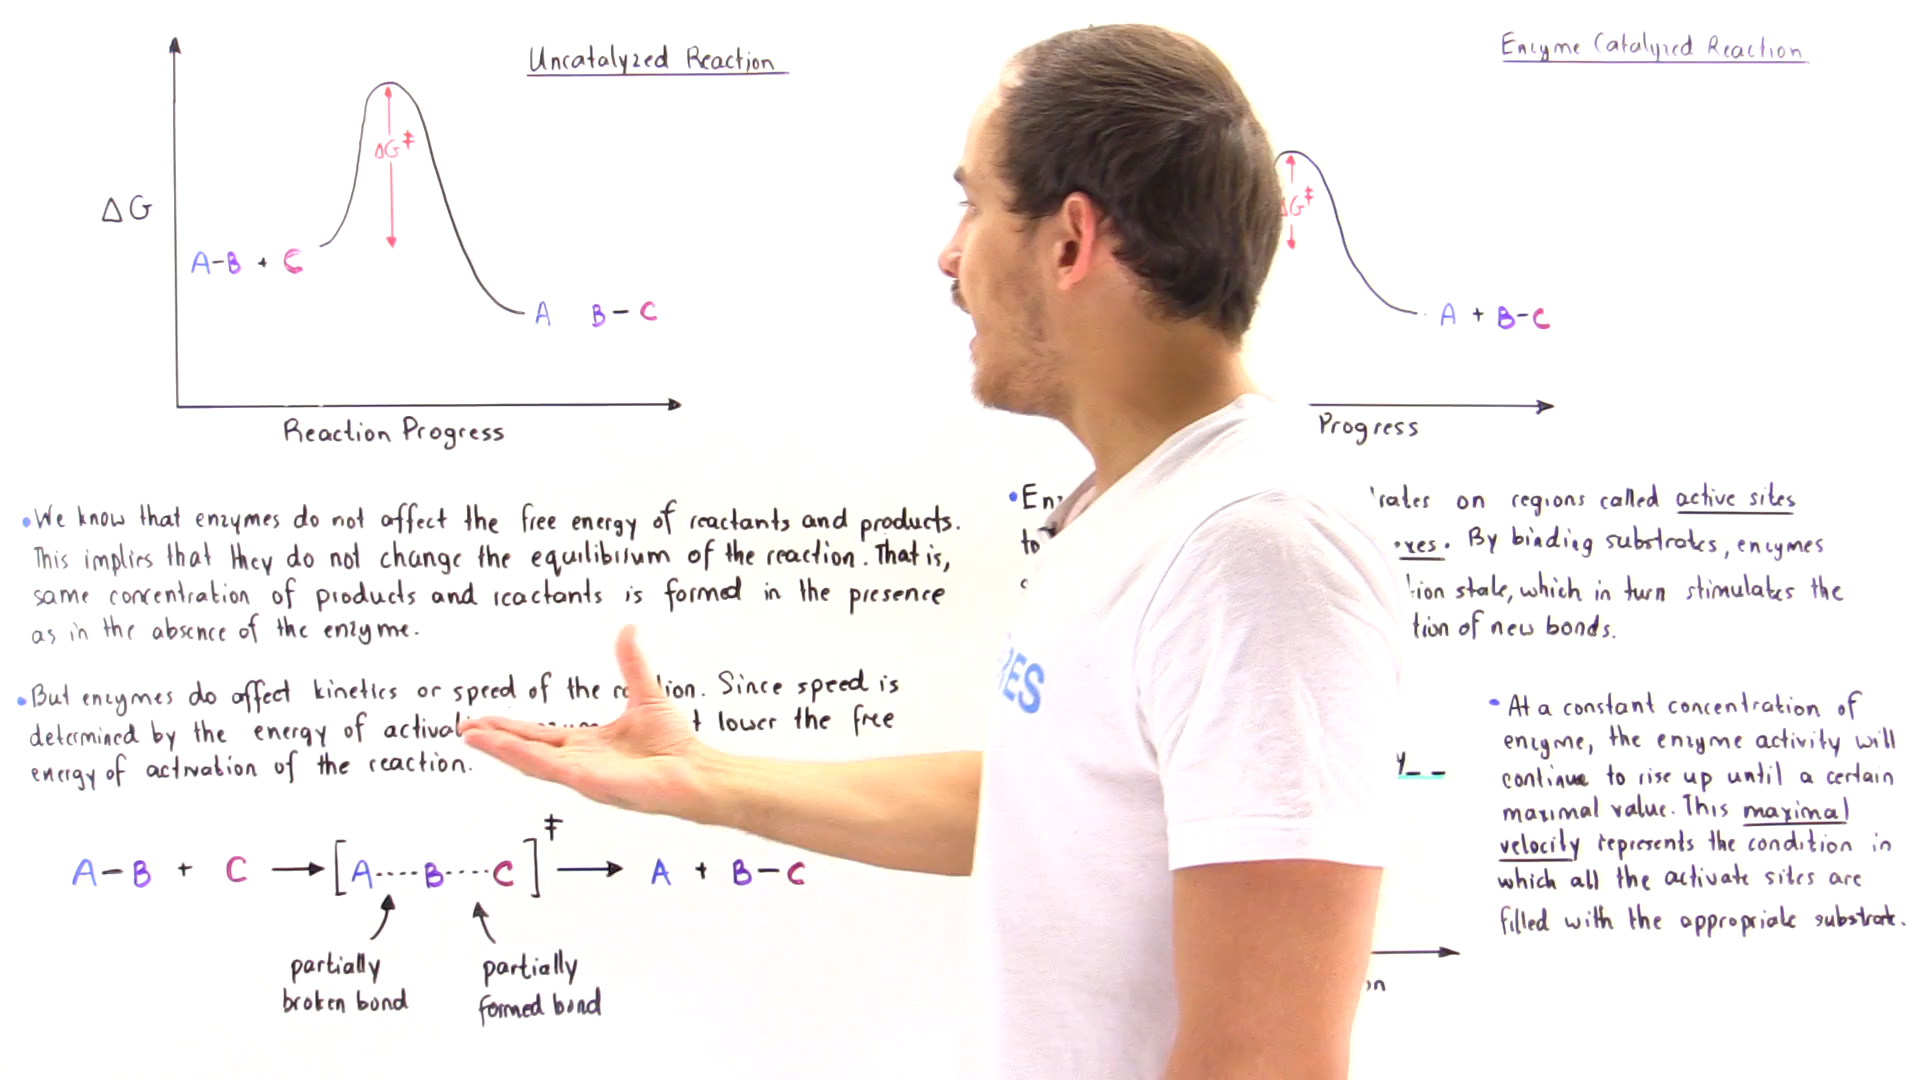 Uncatalyzed Reaction
ΔG‡
ΔG
A-B + C
A B-C
Reaction Progress
Enzyme Catalyzed Reaction
ΔG‡
A + B-C
Progress
•We know that enzymes do not affect the free energy of reactants and products.
This implies that they do not change the equilibrium of the reaction. That is,
same concentration of products and reactants is formed in the presence
as in the absence of the enzyme.
•But enzymes do affect kinetics or speed of the. Since speed is
determined by the energy of lower the free
energy of activation of the reaction.
A-B + C → [A····B····C]‡ → A + B-C
partially
broken bond
partially
formed bond
on regions called active sites
to By binding substrates, enzymes
state, which in turn stimulates the
of new bonds.
• At a constant concentration of
enzyme, the enzyme activity will
continue to rise up until a certain
maximal value. This maximal
velocity represents the condition in
which all the activate sites are
filled with the appropriate substrate.